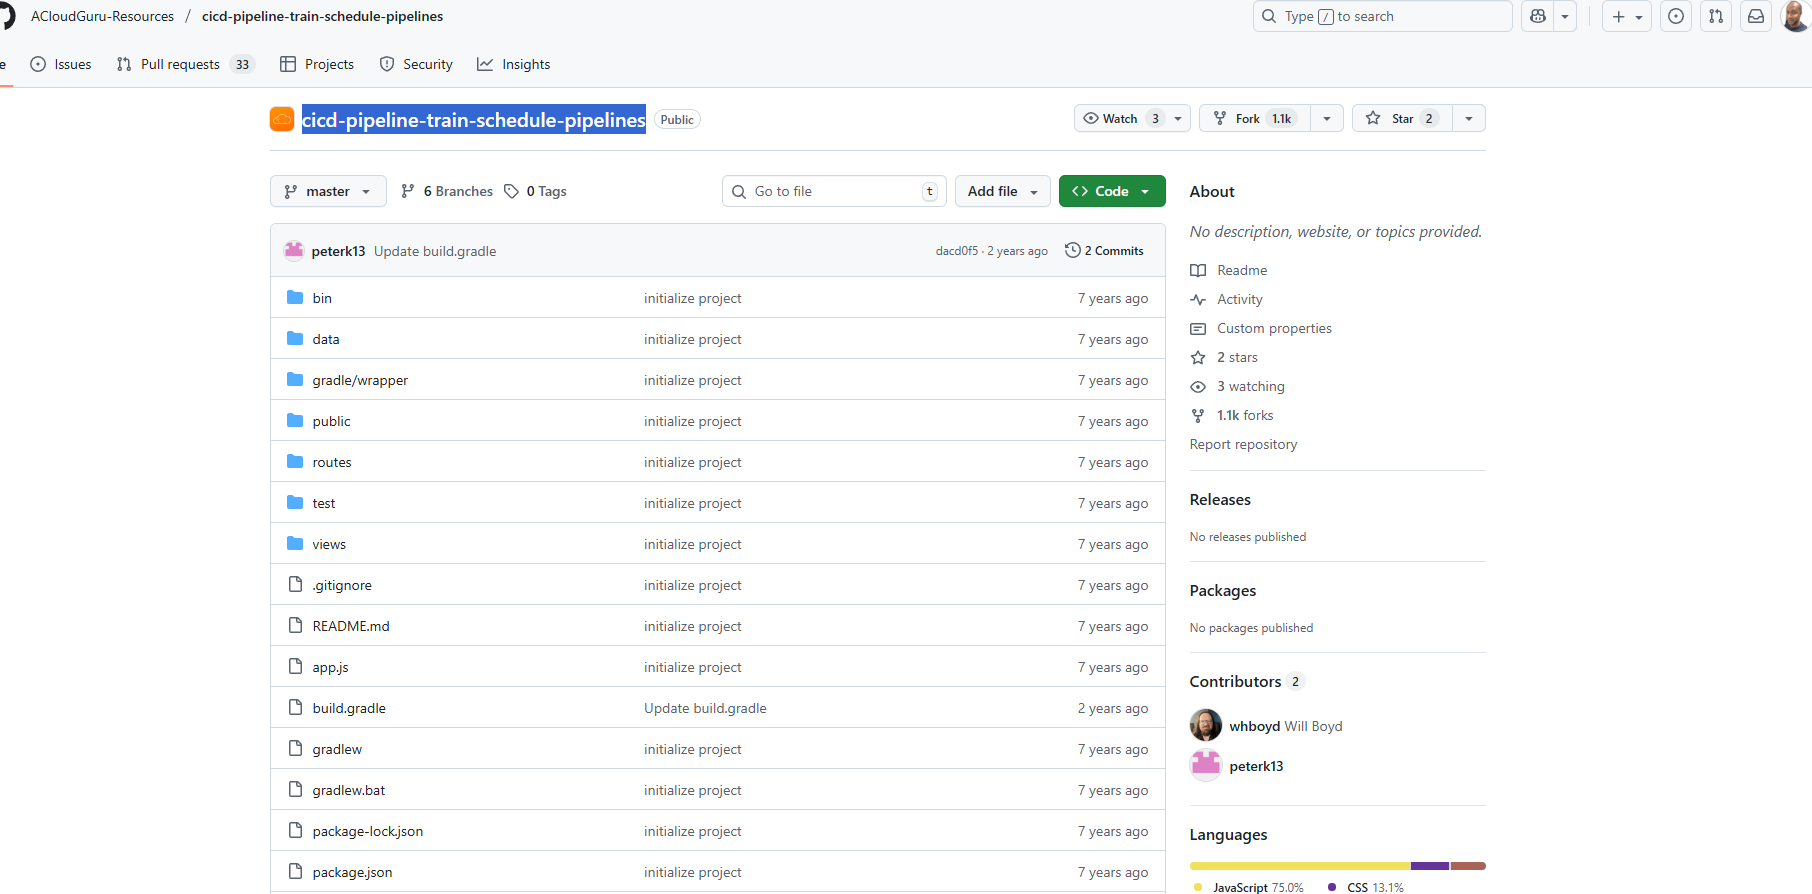 ACloudGuru-Resources / cicd-pipeline-train-schedule-pipelines
Type / to search
e Issues Pull requests 33 Projects Security Insights
cicd-pipeline-train-schedule-pipelines Public
Watch 3 Fork 1.1k Star 2
master 6 Branches 0 Tags Go to file t Add file Code
peterk13 Update build.gradle dacd0f5 · 2 years ago 2 Commits
bin initialize project 7 years ago
data initialize project 7 years ago
gradle/wrapper initialize project 7 years ago
public initialize project 7 years ago
routes initialize project 7 years ago
test initialize project 7 years ago
views initialize project 7 years ago
.gitignore initialize project 7 years ago
README.md initialize project 7 years ago
app.js initialize project 7 years ago
build.gradle Update build.gradle 2 years ago
gradlew initialize project 7 years ago
gradlew.bat initialize project 7 years ago
package-lock.json initialize project 7 years ago
package.json initialize project 7 years ago
About
No description, website, or topics provided.
Readme
Activity
Custom properties
2 stars
3 watching
1.1k forks
Report repository
Releases
No releases published
Packages
No packages published
Contributors 2
whboyd Will Boyd
peterk13
Languages
JavaScript 75.0% CSS 13.1%